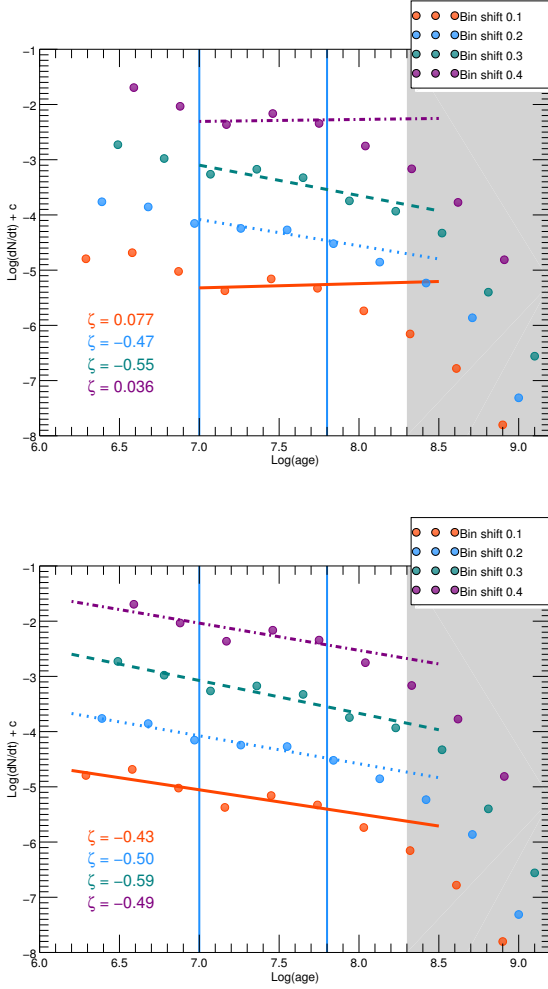 Bin shift 0.1
Bin shift 0.2
Bin shift 0.3
Bin shift 0.4
−1
−2
−3
−4
−5
−6
−7
−8
Log(dN/dt) + c
ζ = 0.077
ζ = −0.47
ζ = −0.55
ζ = 0.036
6.0 6.5 7.0 7.5 8.0 8.5 9.0
Log(age)
Bin shift 0.1
Bin shift 0.2
Bin shift 0.3
Bin shift 0.4
−1
−2
−3
−4
−5
−6
−7
−8
Log(dN/dt) + c
ζ = −0.43
ζ = −0.50
ζ = −0.59
ζ = −0.49
6.0 6.5 7.0 7.5 8.0 8.5 9.0
Log(age)